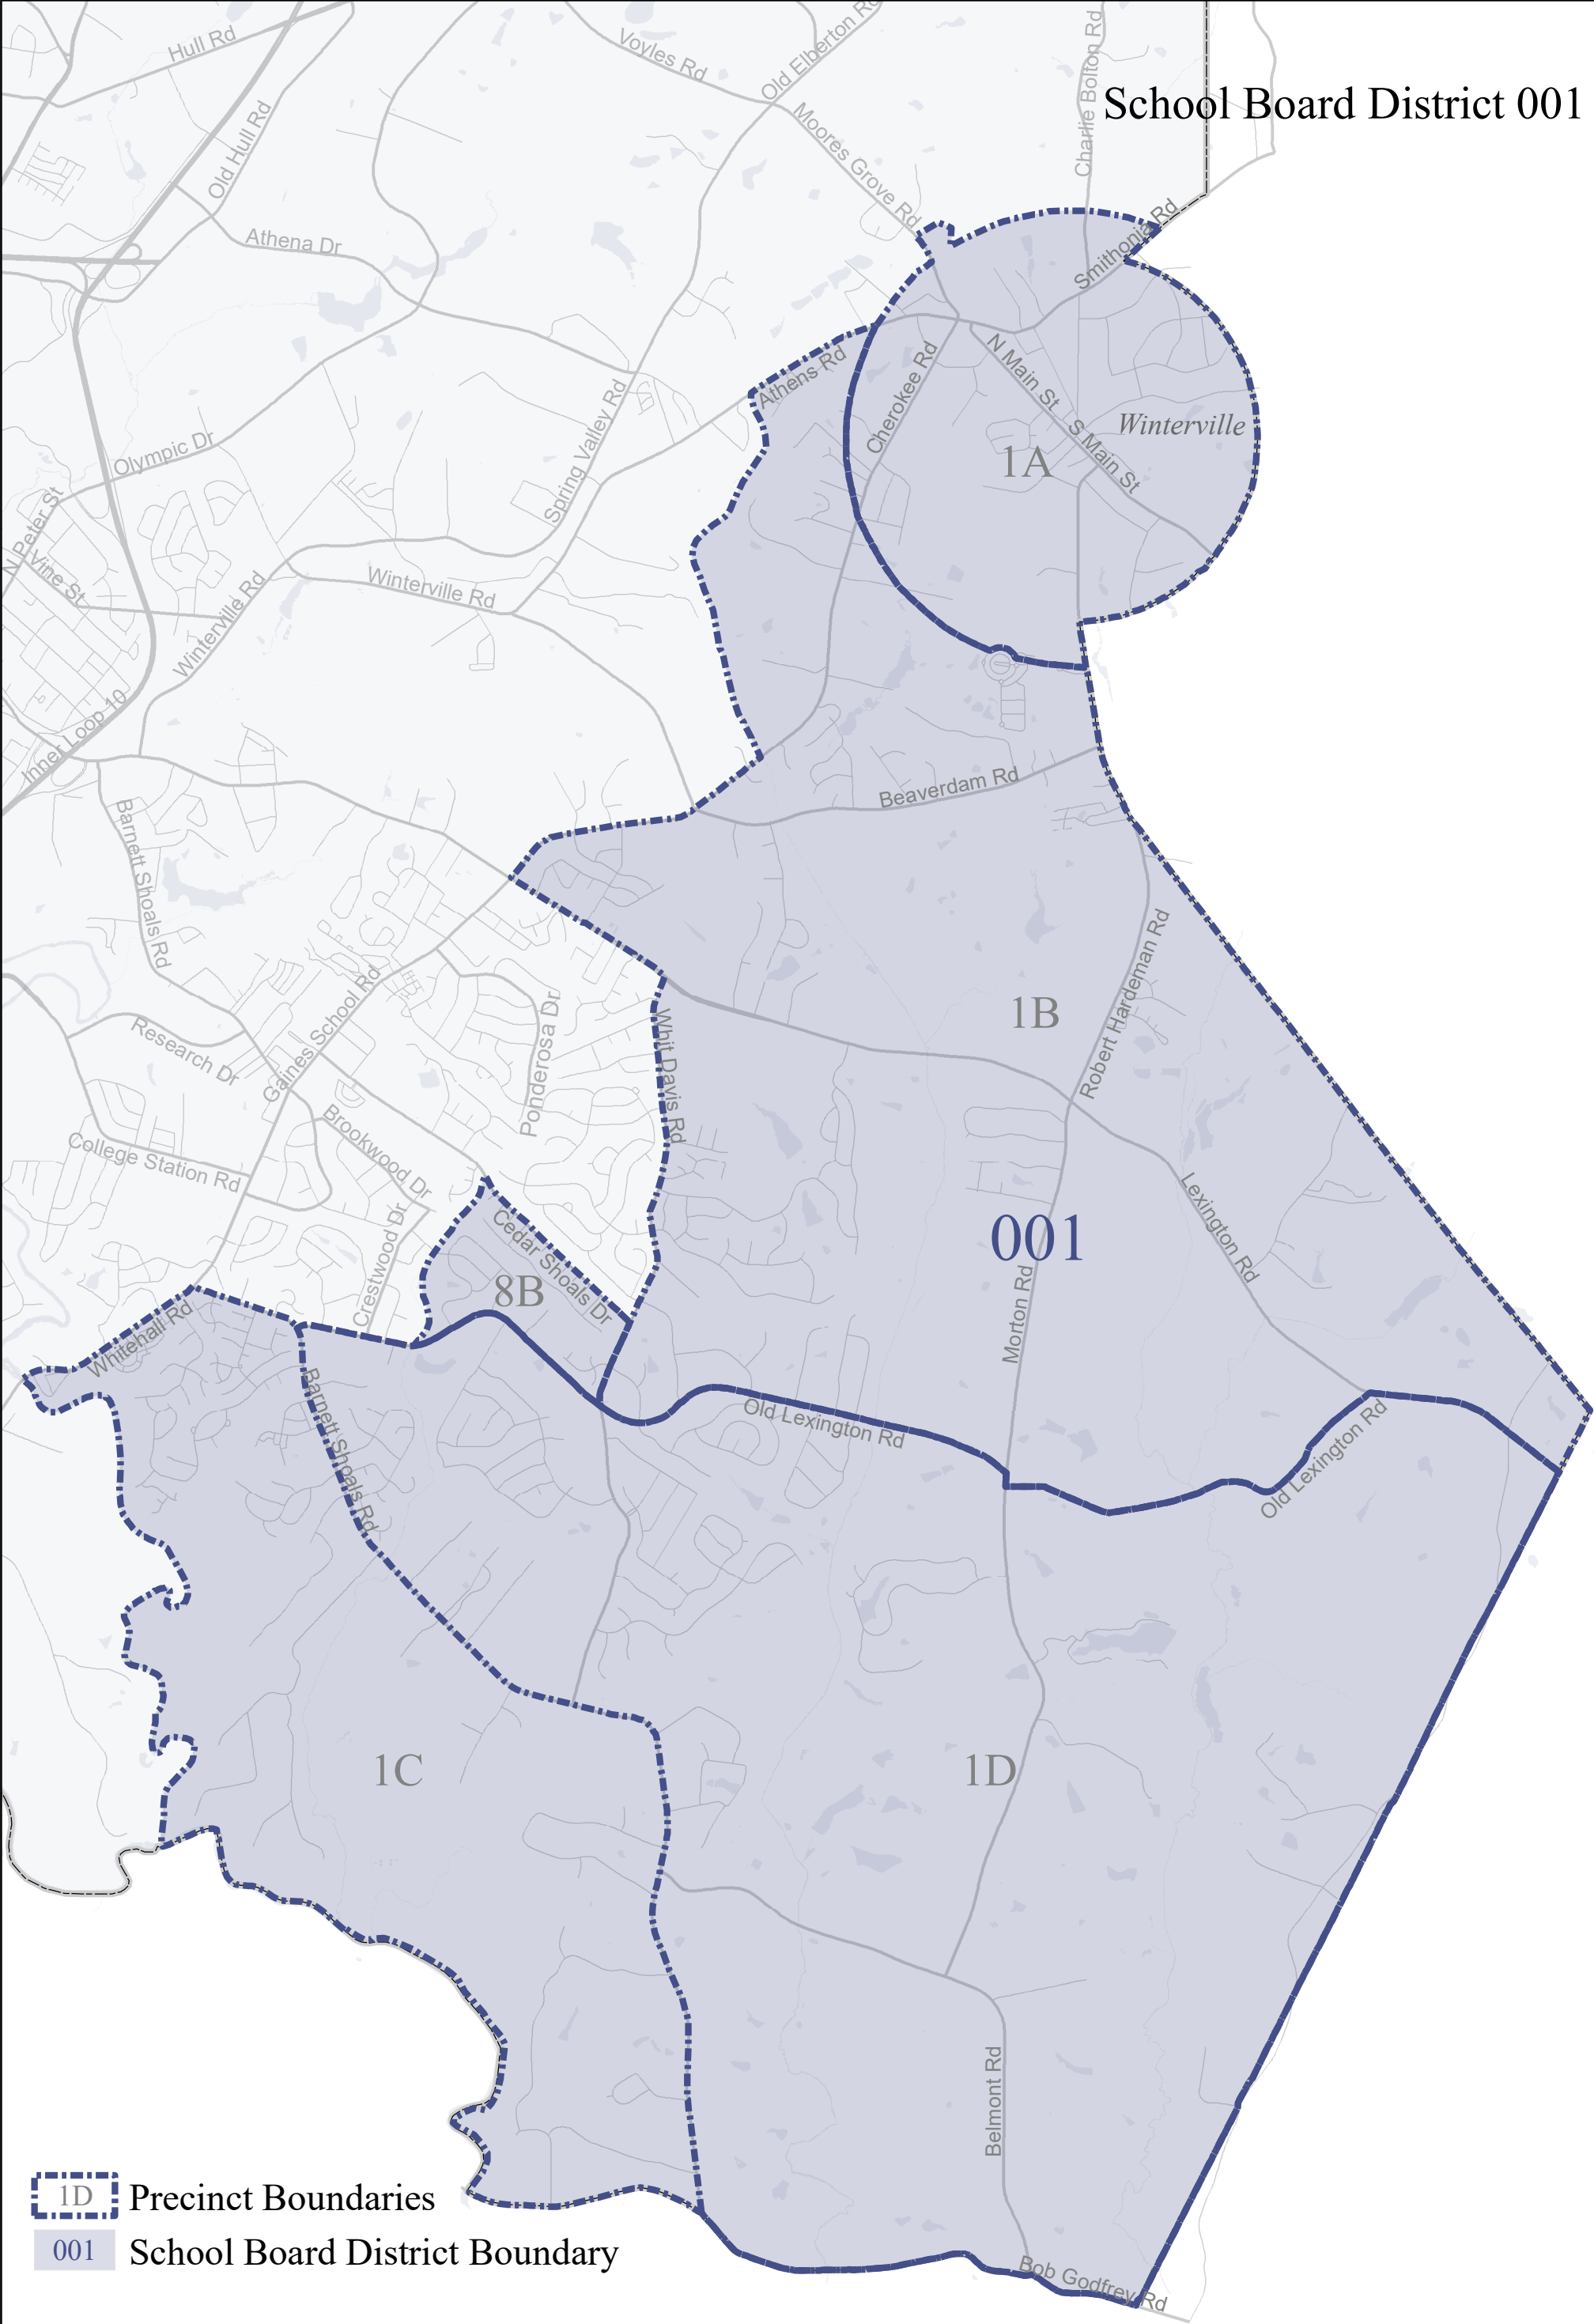 Hull Rd
Voyles Rd
Old Elberton Rd
Charlie Bolton Rd
School Board District 001
Old Hull Rd
Moores Grove Rd
Athena Dr
Smithonia Rd
Athens Rd
Cherokee Rd
N Main St
S Main St
Winterville
1A
Olympic Dr
Spring Valley Rd
N Peter St
Vine St
Winterville Rd
Winterville Rd
Inner Loop 10
Beaverdam Rd
Barnett Shoals Rd
Gaines School Rd
Research Dr
Ponderosa Dr
Whit Davis Rd
1B
Robert Hardeman Rd
Brookwood Dr
College Station Rd
Crestwood Dr
Cedar Shoals Dr
8B
001
Lexington Rd
Morton Rd
Whitehall Rd
Barnett Shoals Rd
Old Lexington Rd
Old Lexington Rd
1C
1D
Belmont Rd
Bob Godfrey Rd
1D
Precinct Boundaries
001
School Board District Boundary